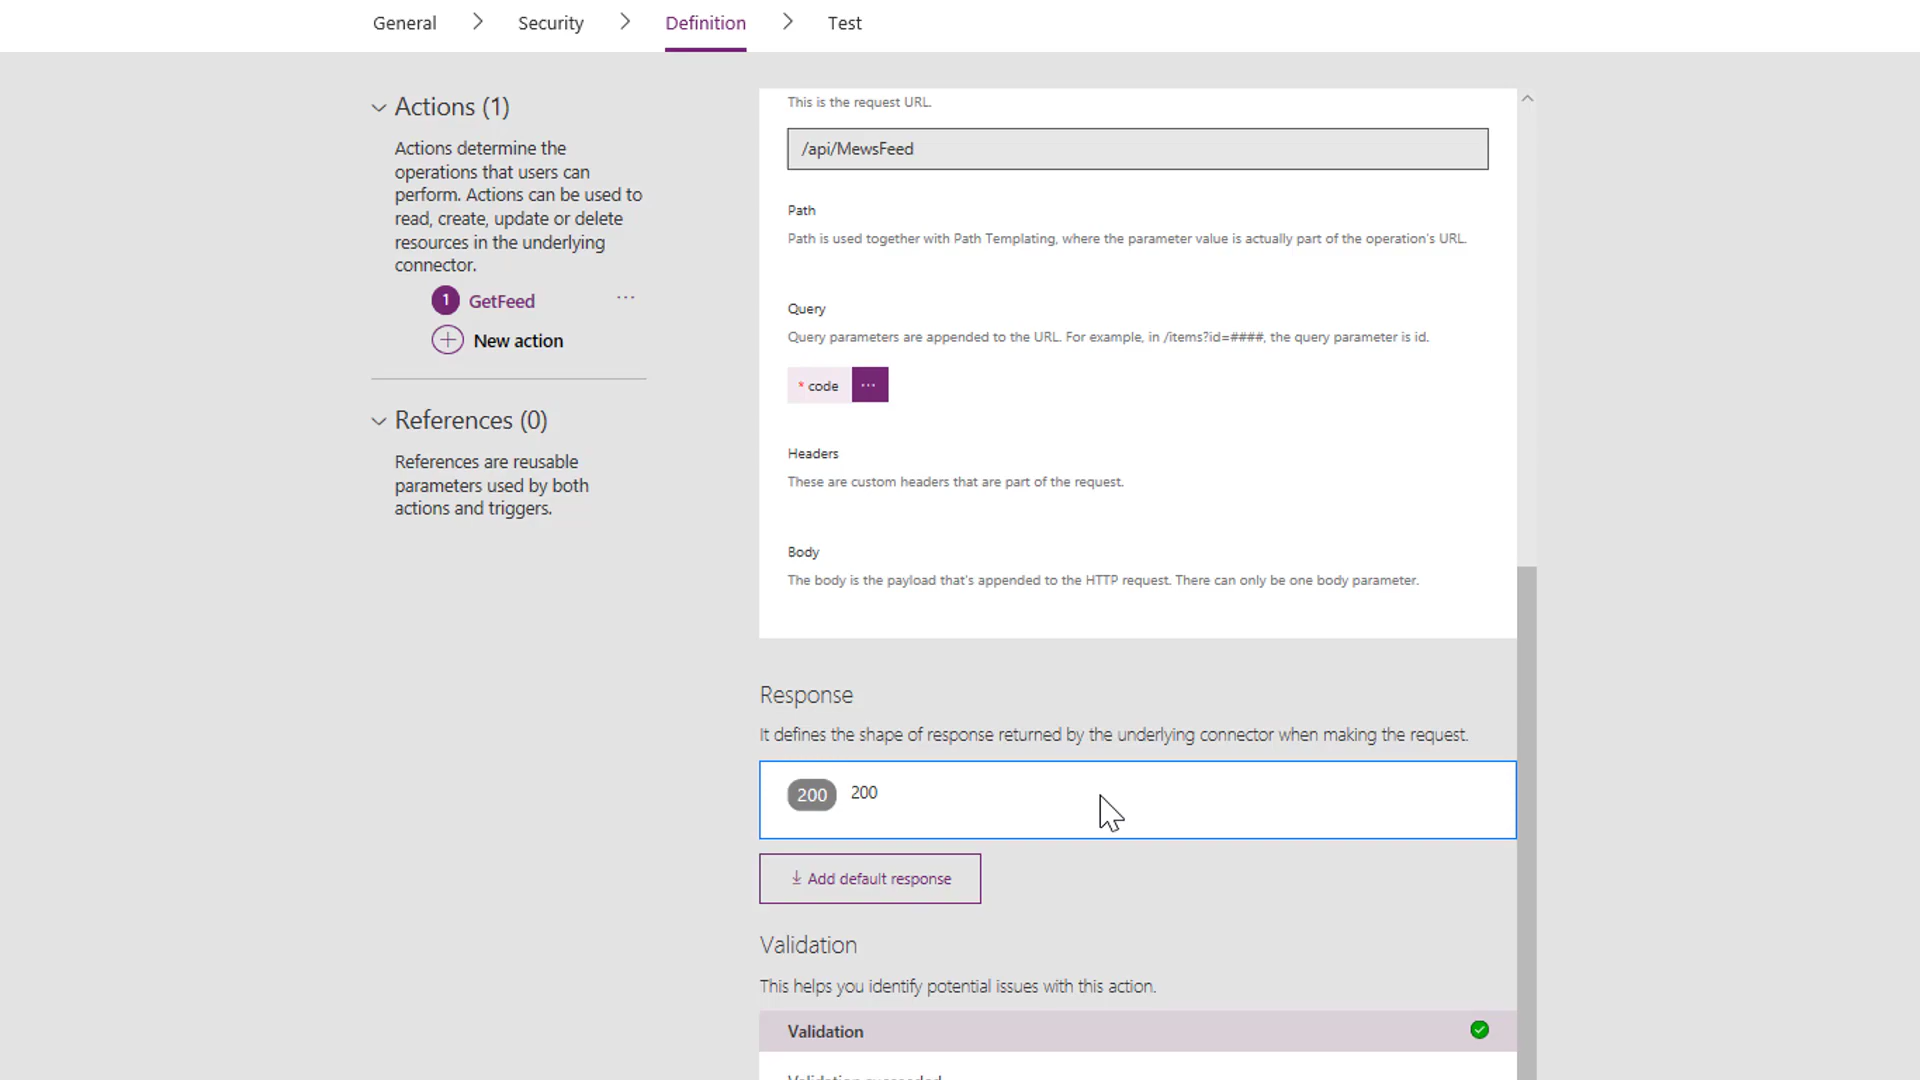 General
Security
Definition
Test
Actions (1)
Actions determine the
operations that users can
perform. Actions can be used to
read, create, update or delete
resources in the underlying
connector.
1 GetFeed ...
New action
References (0)
References are reusable
parameters used by both
actions and triggers.
This is the request URL.
/api/MewsFeed
Path
Path is used together with Path Templating, where the parameter value is actually part of the operation's URL.
Query
Query parameters are appended to the URL. For example, in /items?id=####, the query parameter is id.
* code ...
Headers
These are custom headers that are part of the request.
Body
The body is the payload that's appended to the HTTP request. There can only be one body parameter.
Response
It defines the shape of response returned by the underlying connector when making the request.
200 200
Add default response
Validation
This helps you identify potential issues with this action.
Validation
Validation succeeded